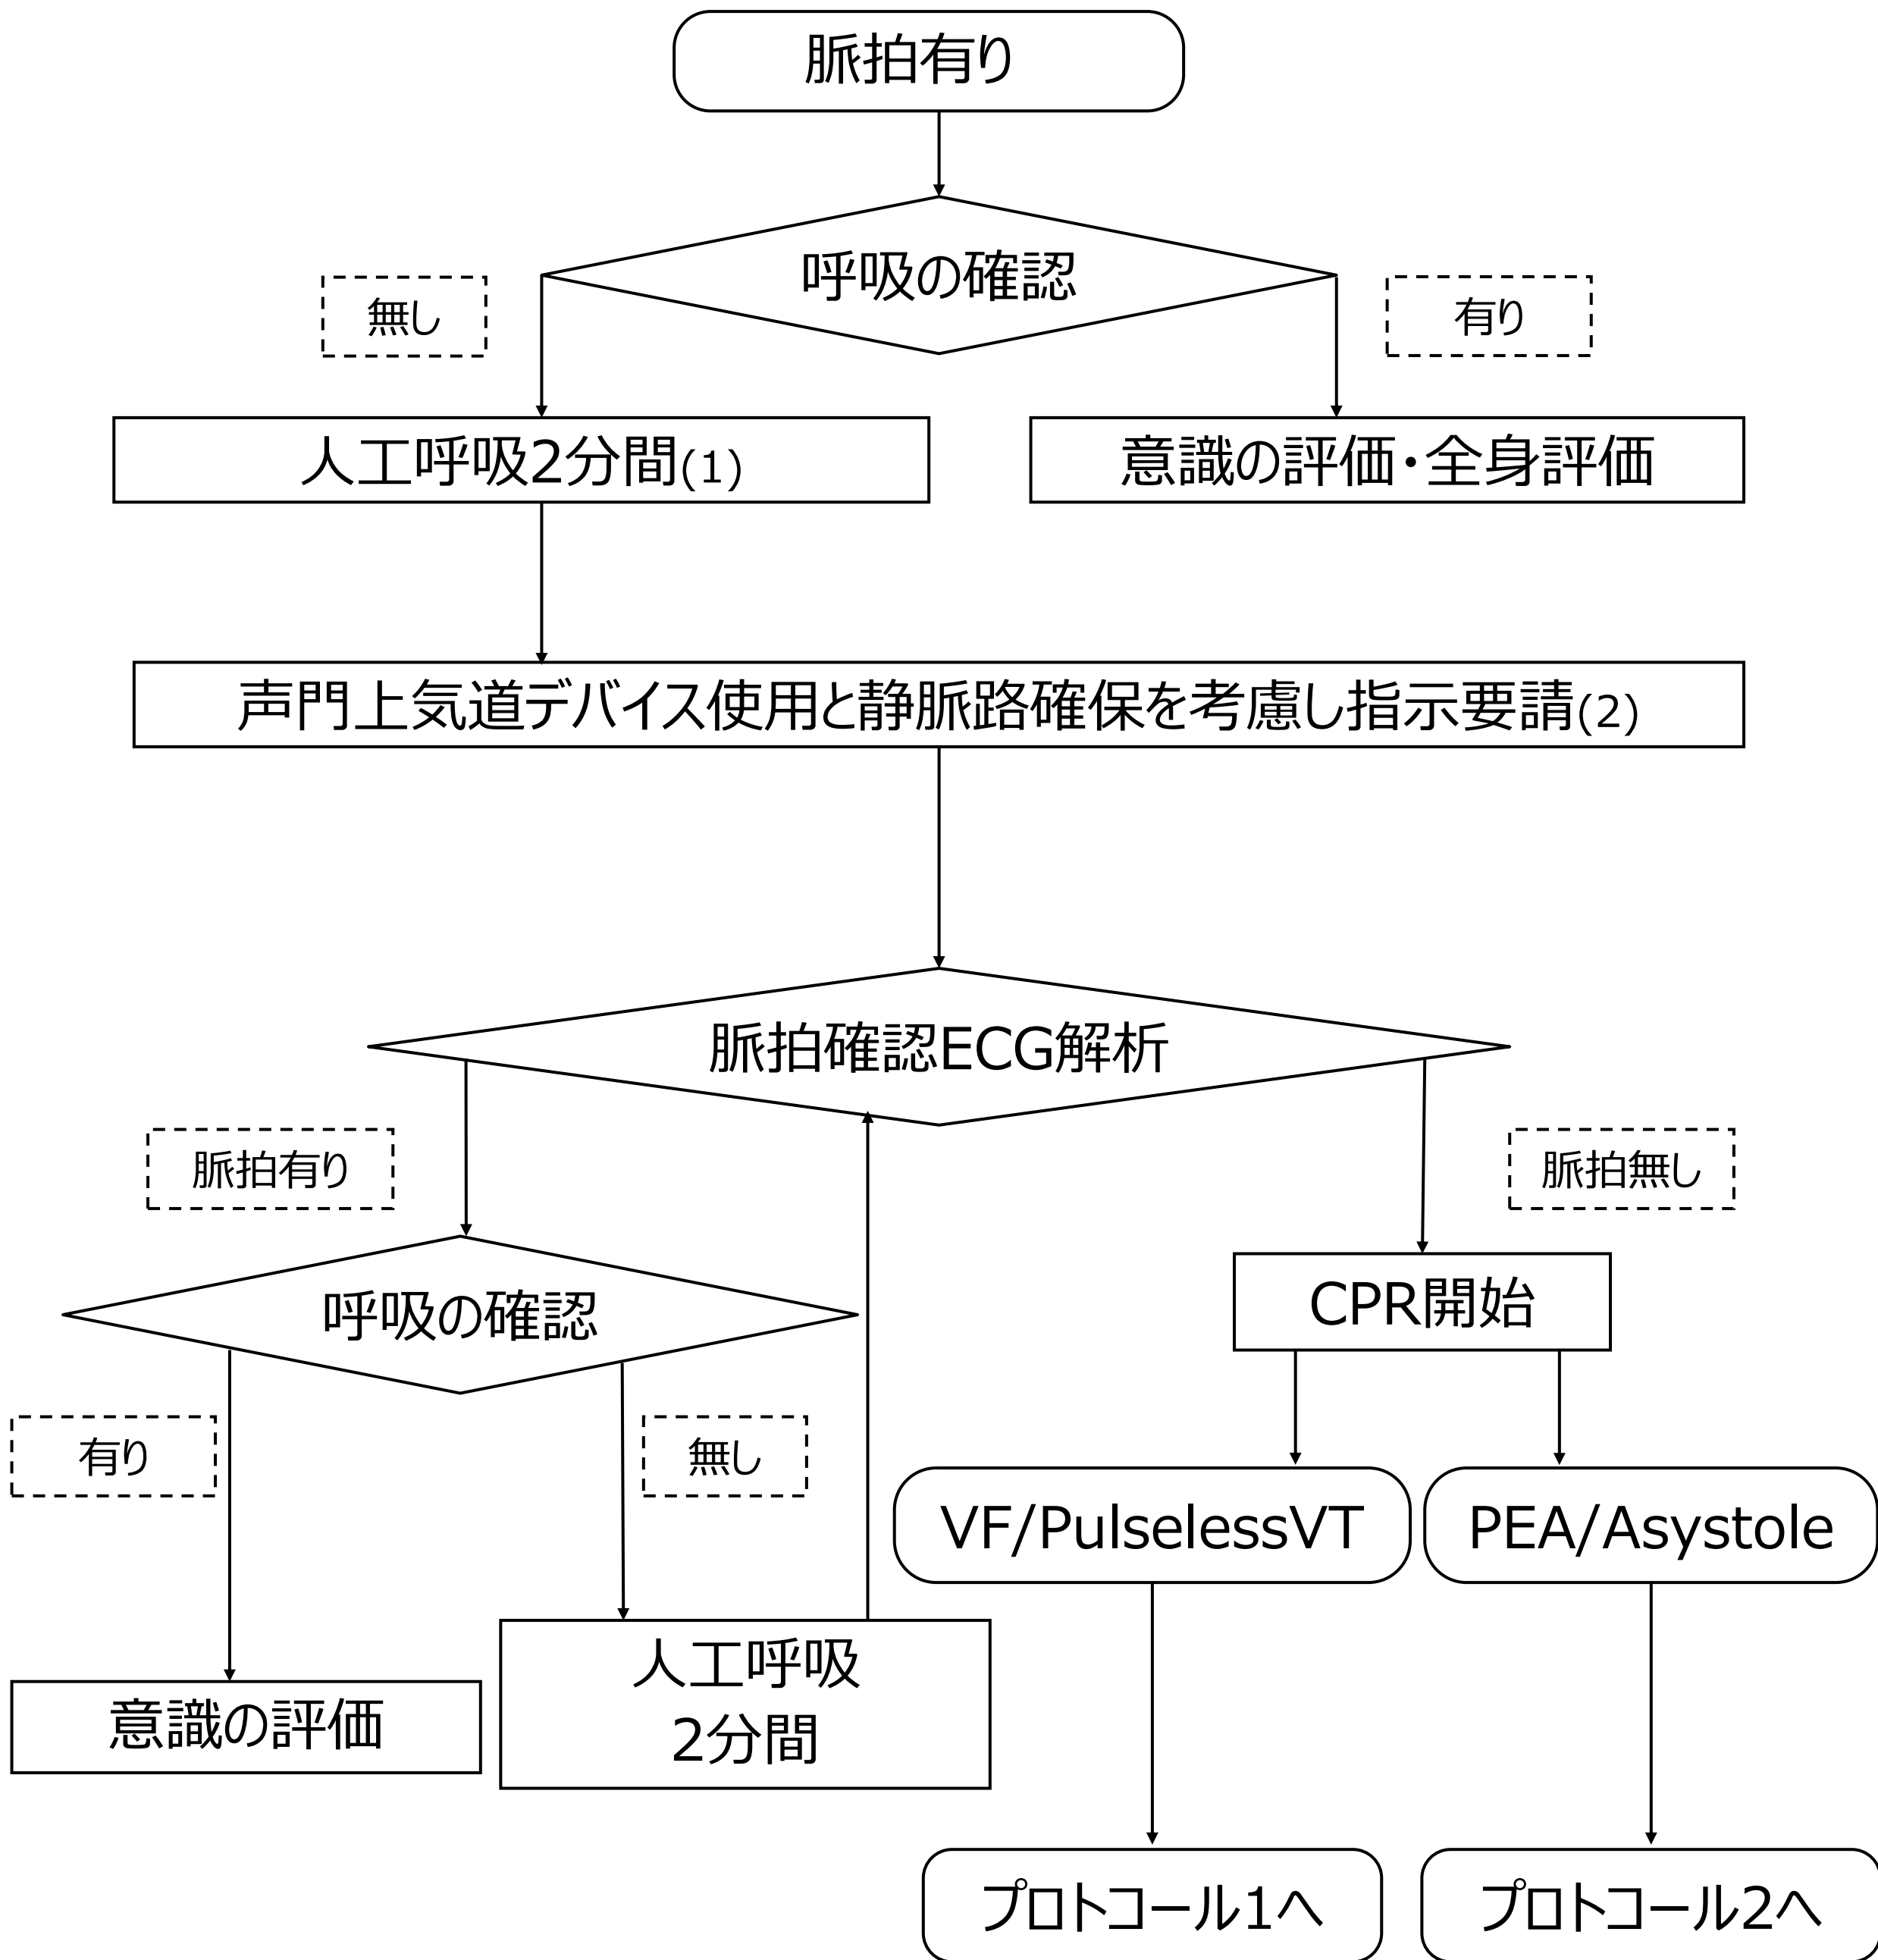 脈拍有り
呼吸の確認
無し
有り
人工呼吸2分間(1)
意識の評価・全身評価
声門上気道デバイス使用と静脈路確保を考慮し指示要請(2)
脈拍確認ECG解析
脈拍有り
脈拍無し
呼吸の確認
CPR開始
有り
無し
VF/PulselessVT
PEA/Asystole
人工呼吸
2分間
意識の評価
プロトコール1へ
プロトコール2へ